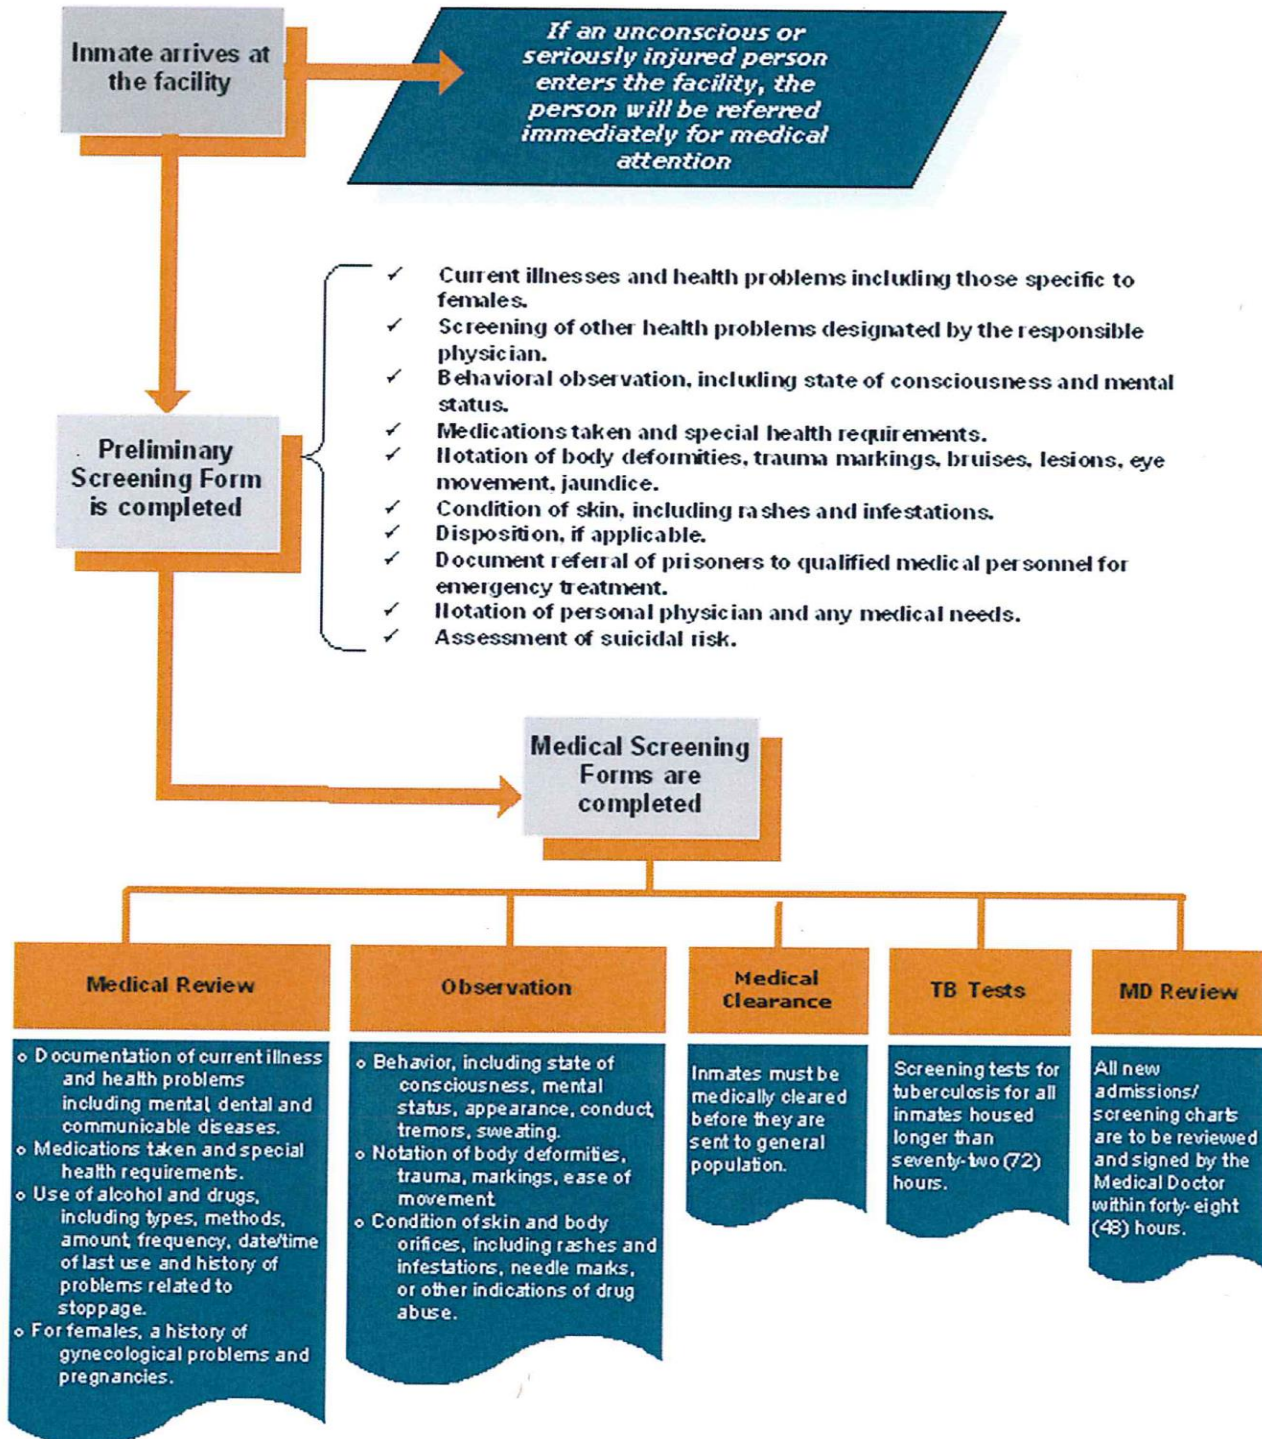 Inmate arrives at
the facility
If an unconscious or
seriously injured person
enters the facility, the
person will be referred
immediately for medical
attention
✓ Current illnesses and health problems including those specific to
females.
✓ Screening of other health problems designated by the responsible
physician.
✓ Behavioral observation, including state of consciousness and mental
status.
✓ Medications taken and special health requirements.
✓ Notation of body deformities, trauma markings, bruises, lesions, eye
movement, jaundice.
✓ Condition of skin, including rashes and infestations.
✓ Disposition, if applicable.
✓ Document referral of prisoners to qualified medical personnel for
emergency treatment.
✓ Notation of personal physician and any medical needs.
✓ Assessment of suicidal risk.
Preliminary
Screening Form
is completed
Medical Screening
Forms are
completed
Medical Review
o Documentation of current illness
and health problems
including mental, dental and
communicable diseases.
o Medications taken and special
health requirements.
o Use of alcohol and drugs,
including types, methods,
amount, frequency, date/time
of last use and history of
problems related to
stoppage.
o For females, a history of
gynecological problems and
pregnancies.
Observation
o Behavior, including state of
consciousness, mental
status, appearance, conduct,
tremors, sweating.
o Notation of body deformities,
trauma, markings, ease of
movement.
o Condition of skin and body
orifices, including rashes and
infestations, needle marks,
or other indications of drug
abuse.
Medical
Clearance
Inmates must be
medically cleared
before they are
sent to general
population.
TB Tests
Screening tests for
tuberculosis for all
inmates housed
longer than
seventy-two (72)
hours.
MD Review
All new
admissions/
screening charts
are to be reviewed
and signed by the
Medical Doctor
within forty-eight
(48) hours.